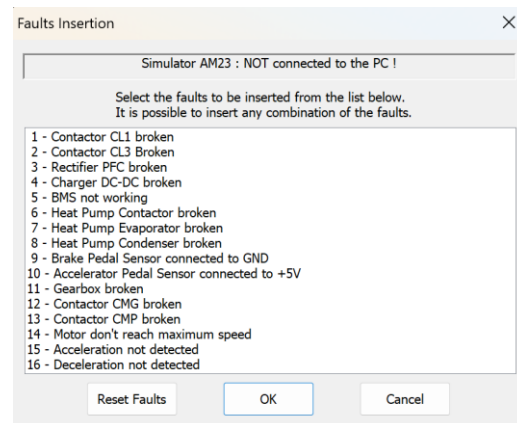 Faults Insertion
Simulator AM23 : NOT connected to the PC !
Select the faults to be inserted from the list below.
It is possible to insert any combination of the faults.
1 - Contactor CL1 broken
2 - Contactor CL3 Broken
3 - Rectifier PFC broken
4 - Charger DC-DC broken
5 - BMS not working
6 - Heat Pump Contactor broken
7 - Heat Pump Evaporator broken
8 - Heat Pump Condenser broken
9 - Brake Pedal Sensor connected to GND
10 - Accelerator Pedal Sensor connected to +5V
11 - Gearbox broken
12 - Contactor CMG broken
13 - Contactor CMP broken
14 - Motor don't reach maximum speed
15 - Acceleration not detected
16 - Deceleration not detected
Reset Faults OK Cancel